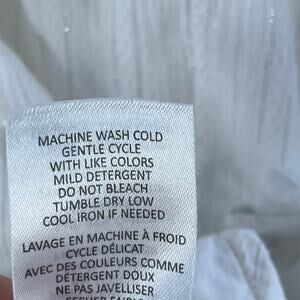 MACHINE WASH COLD
GENTLE CYCLE
WITH LIKE COLORS
MILD DETERGENT
DO NOT BLEACH
TUMBLE DRY LOW
COOL IRON IF NEEDED
LAVAGE EN MACHINE À FROID
CYCLE DÉLICAT
AVEC DES COULEURS COMME
DÉTERGENT DOUX
NE PAS JAVELLISER